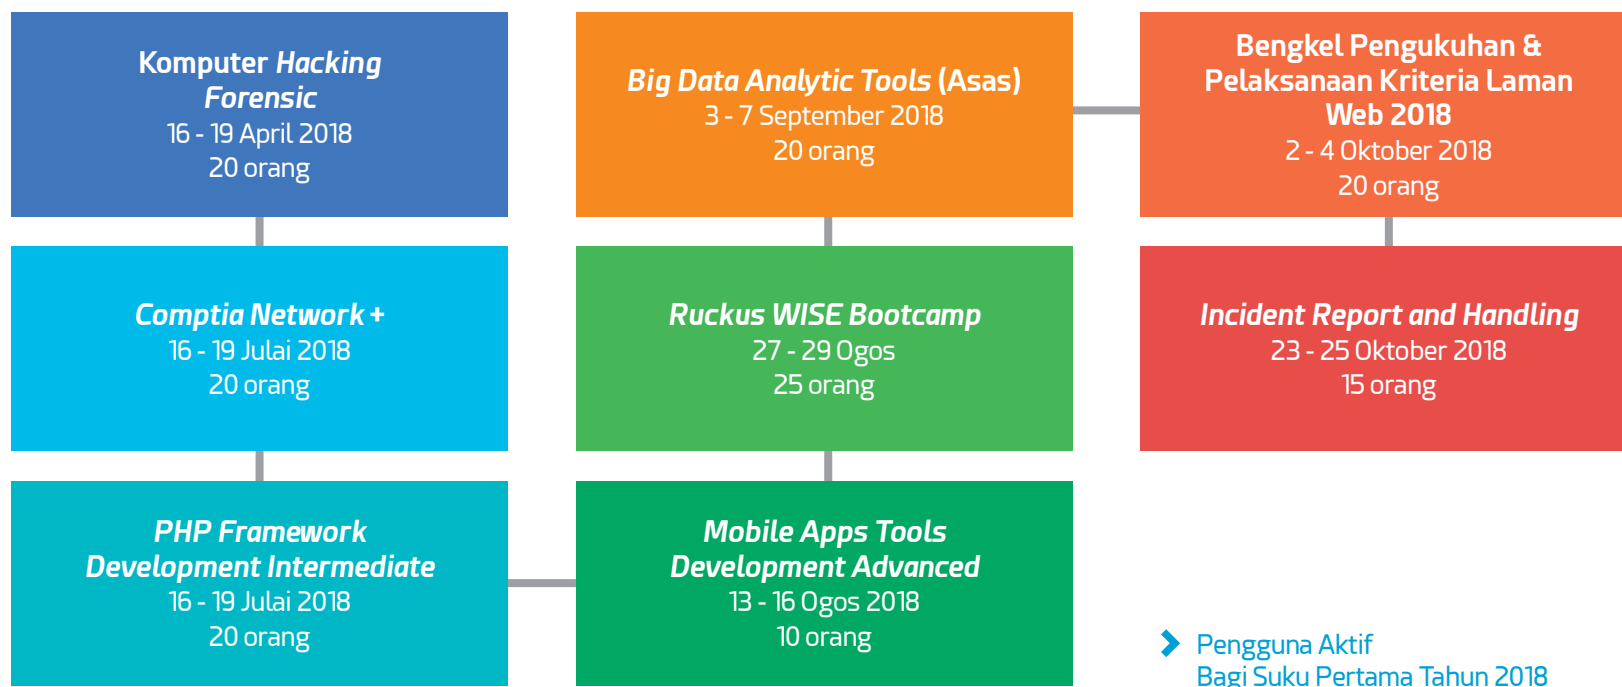 Komputer Hacking
Forensic
16 - 19 April 2018
20 orang
Comptia Network +
16 - 19 Julai 2018
20 orang
PHP Framework
Development Intermediate
16 - 19 Julai 2018
20 orang
Mobile Apps Tools
Development Advanced
13 - 16 Ogos 2018
10 orang
Ruckus WISE Bootcamp
27 - 29 Ogos
25 orang
Big Data Analytic Tools (Asas)
3 - 7 September 2018
20 orang
Bengkel Pengukuhan &
Pelaksanaan Kriteria Laman
Web 2018
2 - 4 Oktober 2018
20 orang
Incident Report and Handling
23 - 25 Oktober 2018
15 orang
Pengguna Aktif
Bagi Suku Pertama Tahun 2018